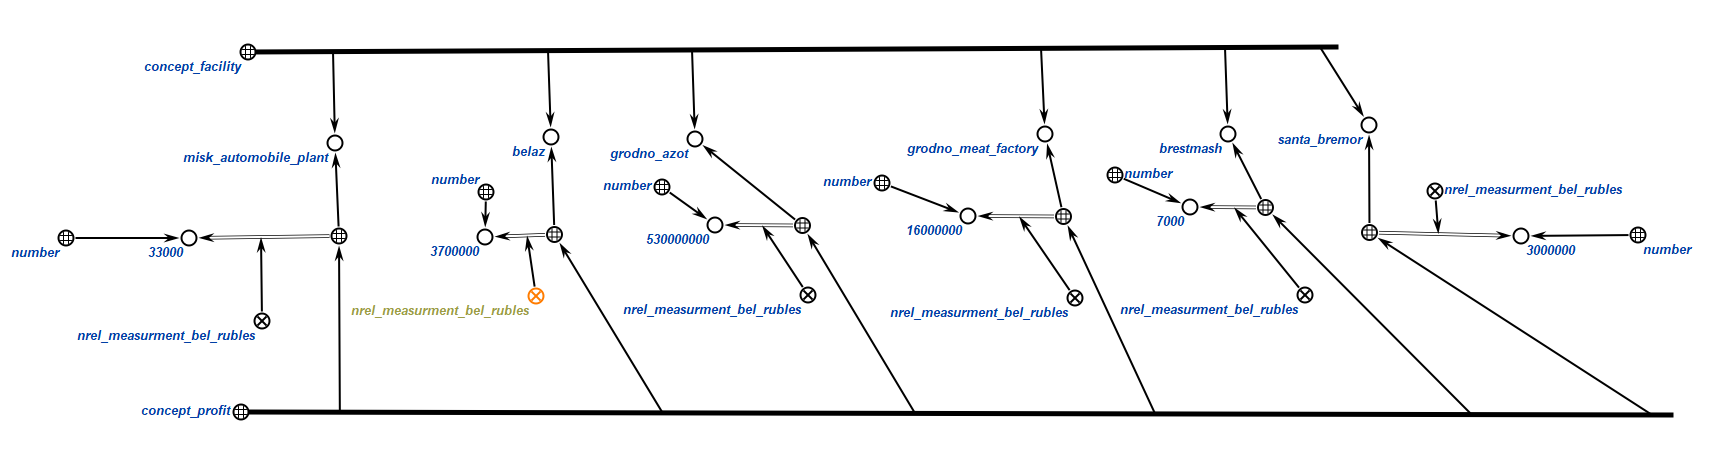 concept_facility
misk_automobile_plant
belaz
grodno_azot
grodno_meat_factory
brestmash
santa_bremor
number
number
number
number
nrel_measurment_bel_rubles
number
33000
3700000
530000000
16000000
7000
3000000
number
nrel_measurment_bel_rubles
nrel_measurment_bel_rubles
nrel_measurment_bel_rubles
nrel_measurment_bel_rubles
nrel_measurment_bel_rubles
concept_profit